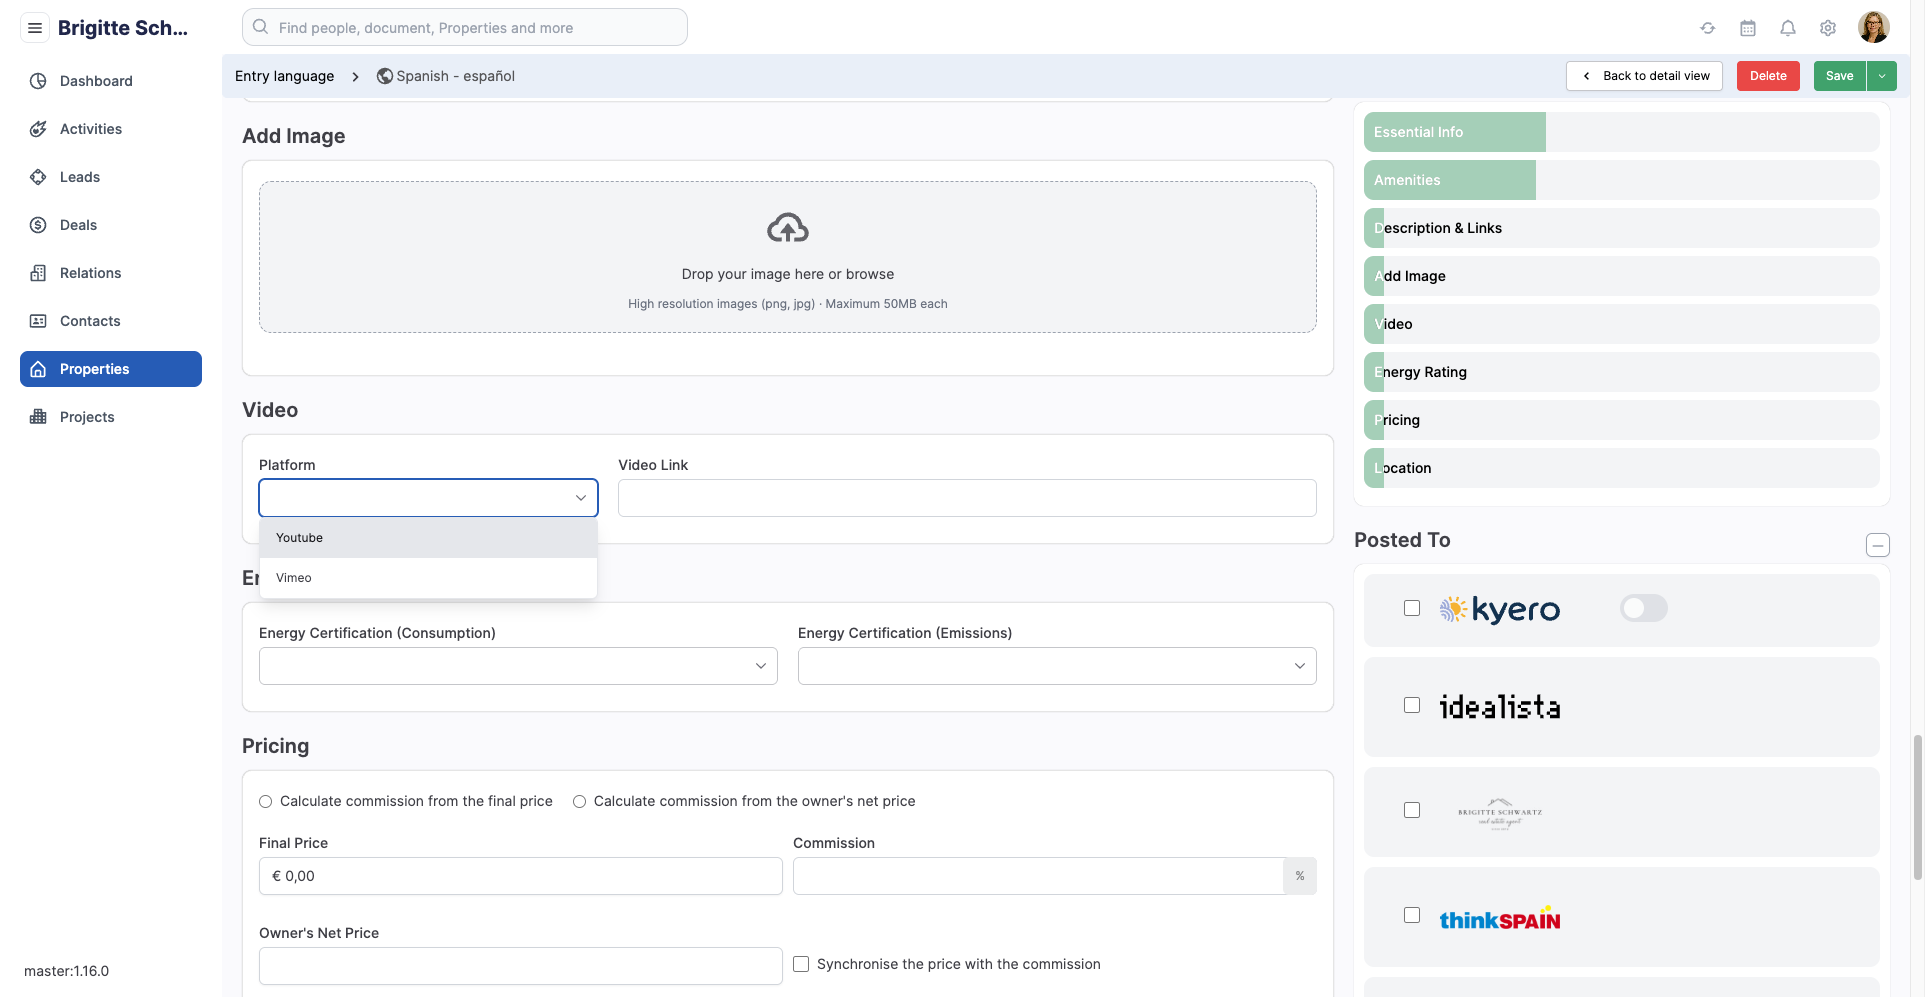 Brigitte Sch...
Find people, document, Properties and more
Dashboard
Activities
Leads
Deals
Relations
Contacts
Properties
Projects
master:1.16.0
Entry language
Spanish - español
Back to detail view
Delete
Save
Add Image
Drop your image here or browse
High resolution images (png, jpg) · Maximum 50MB each
Video
Platform
Video Link
Youtube
Vimeo
Energy Certification (Consumption)
Energy Certification (Emissions)
Pricing
Calculate commission from the final price
Calculate commission from the owner's net price
Final Price
Commission
€ 0,00
%
Owner's Net Price
Synchronise the price with the commission
Essential Info
Amenities
Description & Links
Add Image
Video
Energy Rating
Pricing
Location
Posted To
kyero
idealista
BRIGITTE SCHWARTZ
real estate agent
thinkSPAIN